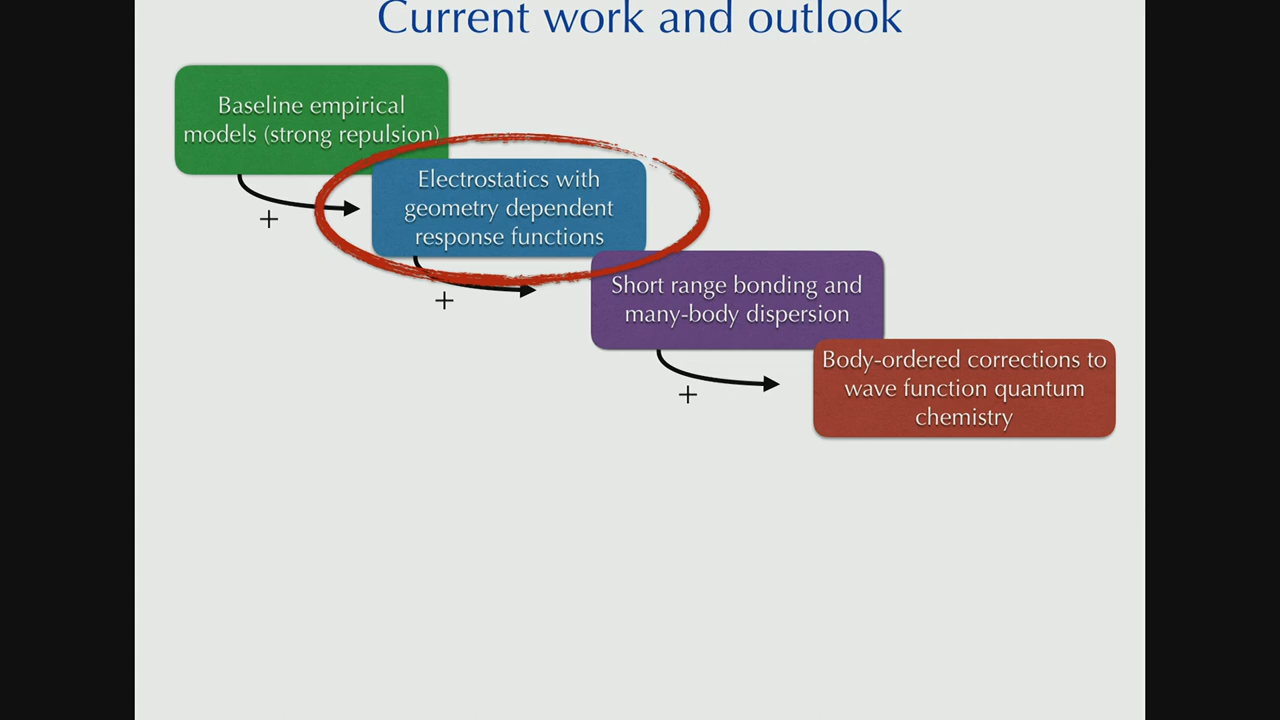 Current work and outlook
Baseline empirical
models (strong repulsion)
+
Electrostatics with
geometry dependent
response functions
+
Short range bonding and
many-body dispersion
+
Body-ordered corrections to
wave function quantum
chemistry